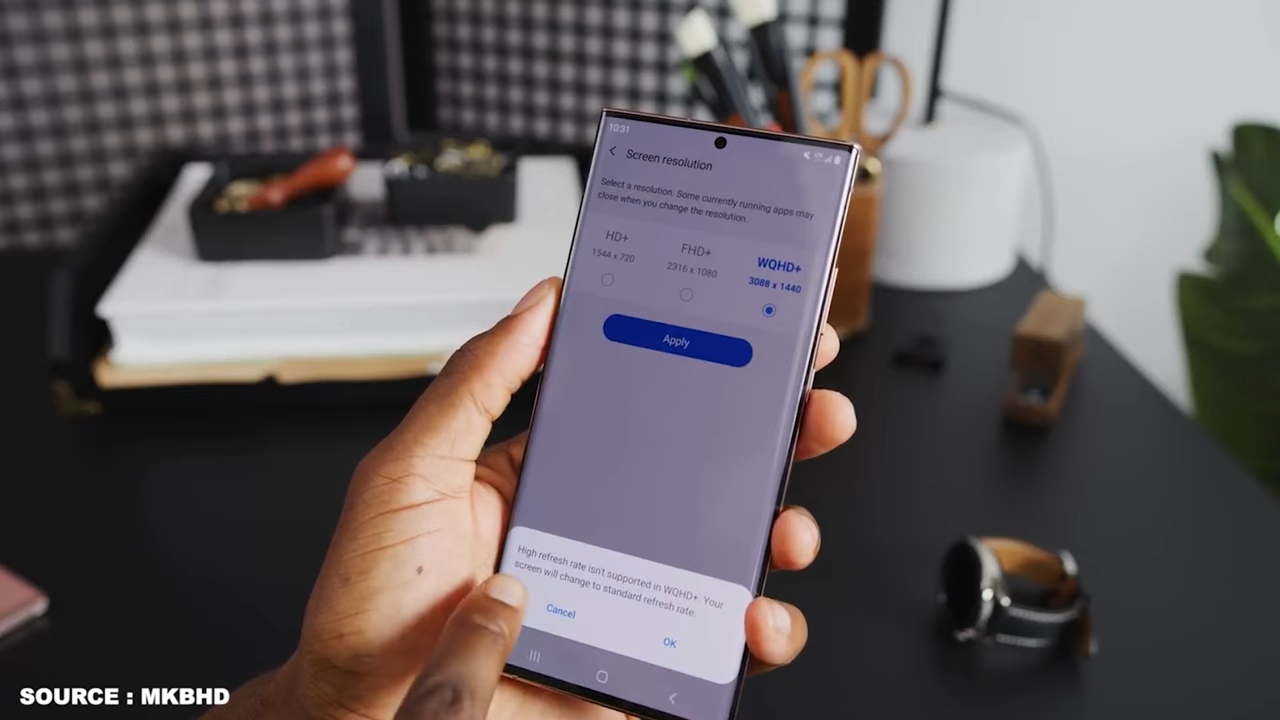 10:31
Screen resolution
Select a resolution. Some currently running apps may
close when you change the resolution.
HD+
1544 x 720
FHD+
2316 x 1080
WQHD+
3088 x 1440
Apply
High refresh rate isn't supported in WQHD+. Your
screen will change to standard refresh rate.
Cancel
OK
SOURCE : MKBHD